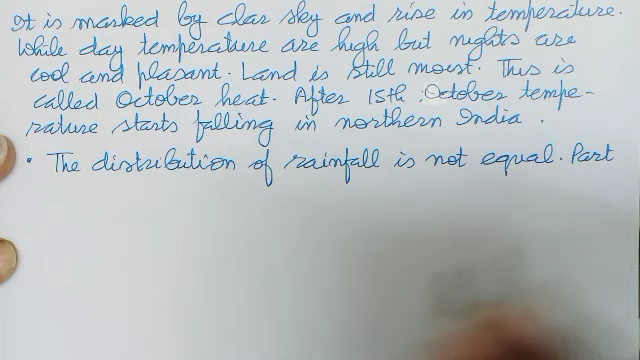 It is marked by clar sky and rise in temperature.
While day temperature are high but nights are
cool and plasant. Land is still moist. This is
called October heat. After 15th October tempe-
rature starts falling in northern India.
• The distribution of rainfall is not equal. Part